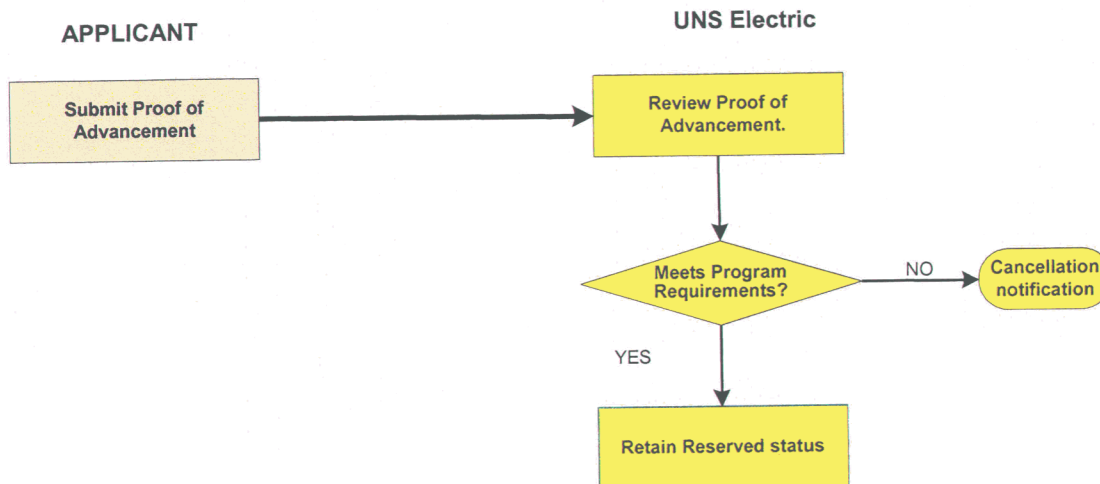 APPLICANT
UNS Electric
Submit Proof of
Advancement
Review Proof of
Advancement.
Meets Program
Requirements?
NO
Cancellation
notification
YES
Retain Reserved status